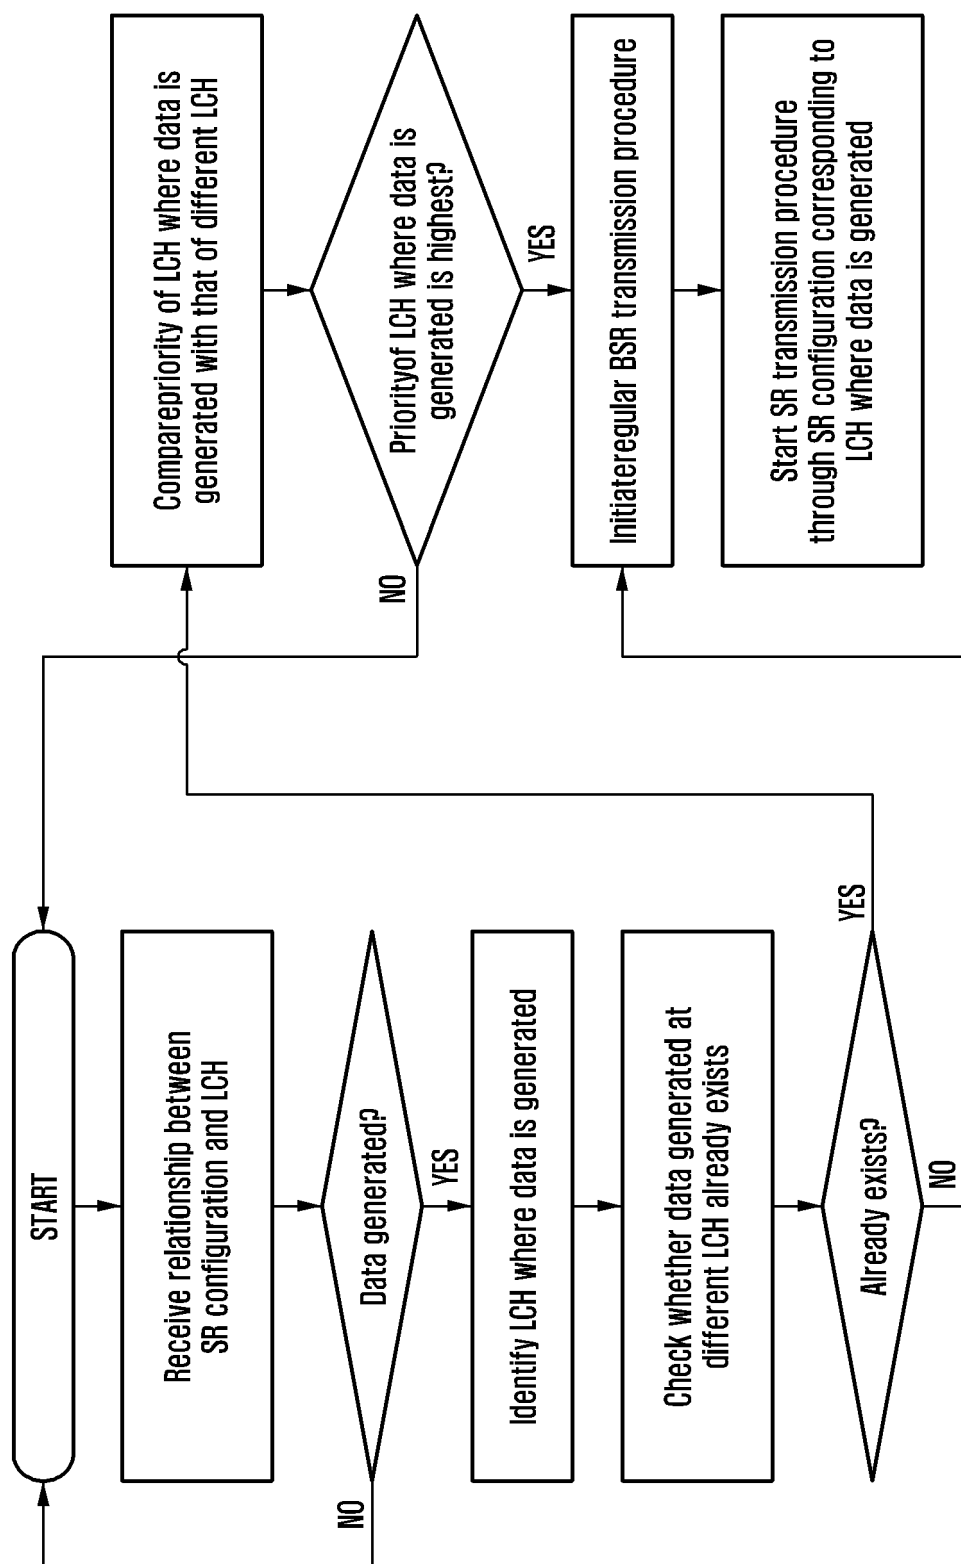 START
Receive relationship between
SR configuration and LCH
Data generated?
NO
YES
Identify LCH where data is generated
Check whether data generated at
different LCH already exists
Already exists?
YES
NO
Comparepriority of LCH where data is
generated with that of different LCH
Priorityof LCH where data is
generated is highest?
NO
YES
Initiateregular BSR transmission procedure
Start SR transmission procedure
through SR configuration corresponding to
LCH where data is generated